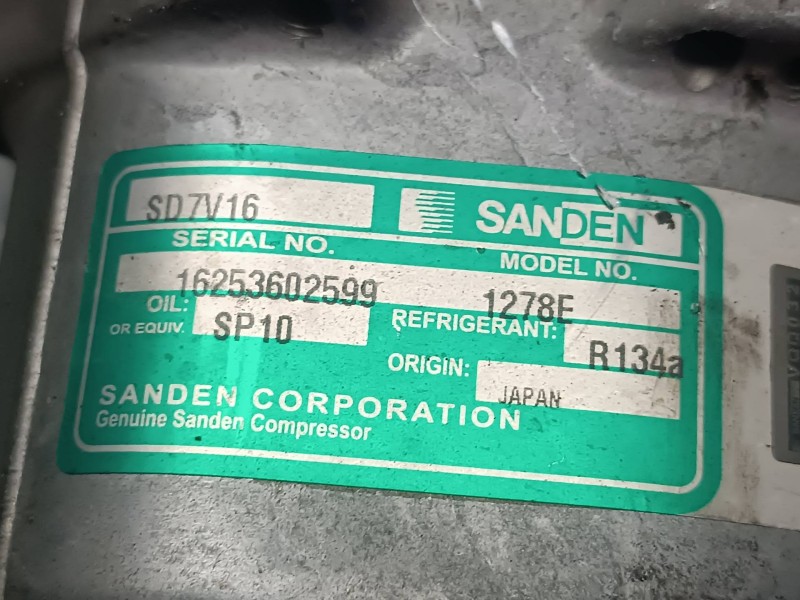 SD7V16 SANDEN
SERIAL NO. MODEL NO.
16253602599 1278E
OIL: SP10 REFRIGERANT: R134a
OR EQUIV.
ORIGIN: JAPAN
SANDEN CORPORATION
Genuine Sanden Compressor